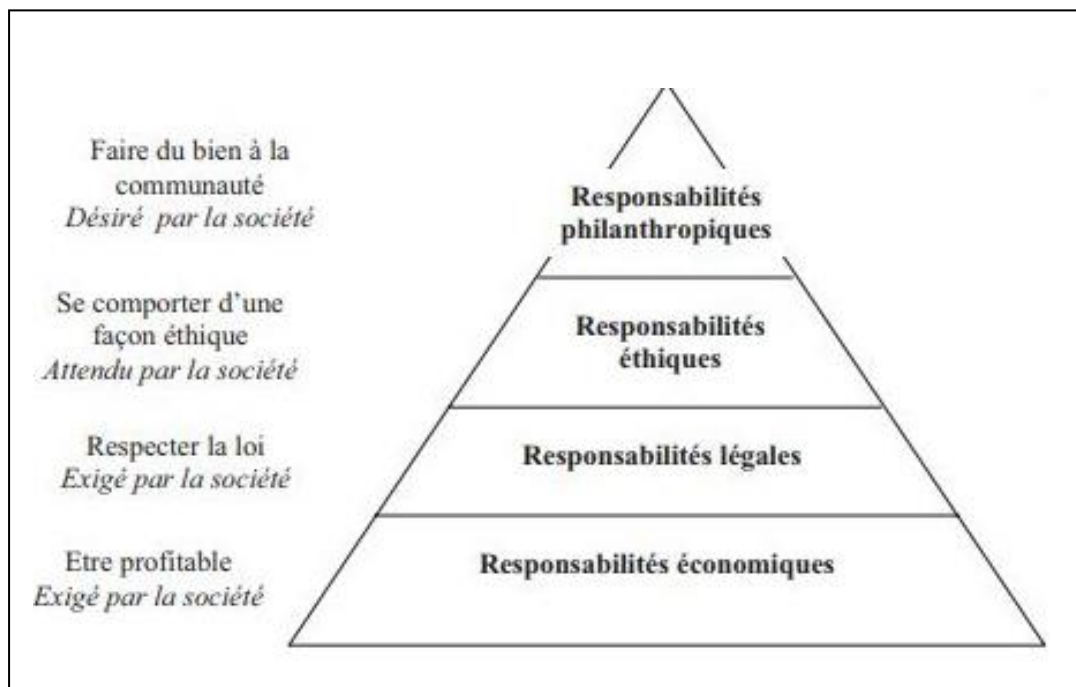 Faire du bien à la
communauté
Désiré par la société
Responsabilités
philanthropiques
Se comporter d'une
façon éthique
Attendu par la société
Responsabilités
éthiques
Respecter la loi
Exigé par la société
Responsabilités légales
Etre profitable
Exigé par la société
Responsabilités économiques